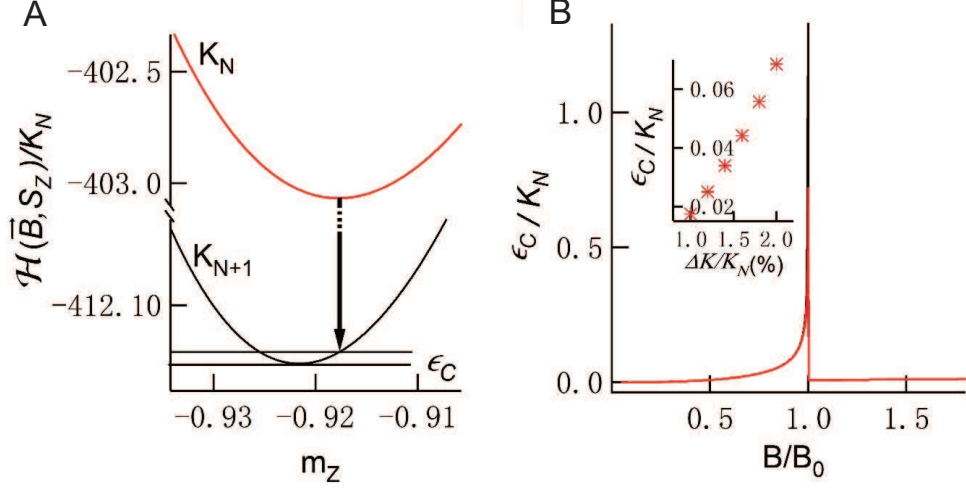 A
B
ℋ(B⃗,S_Z)/K_N
−402.5
−403.0
−412.10
K_N
K_{N+1}
ϵ_C
−0.93
−0.92
−0.91
m_Z
ϵ_C / K_N
1.0
0.5
0.0
0.5
1.0
1.5
B/B_0
ϵ_C / K_N
0.06
0.04
0.02
1.0
1.5
2.0
ΔK/K_N(%)